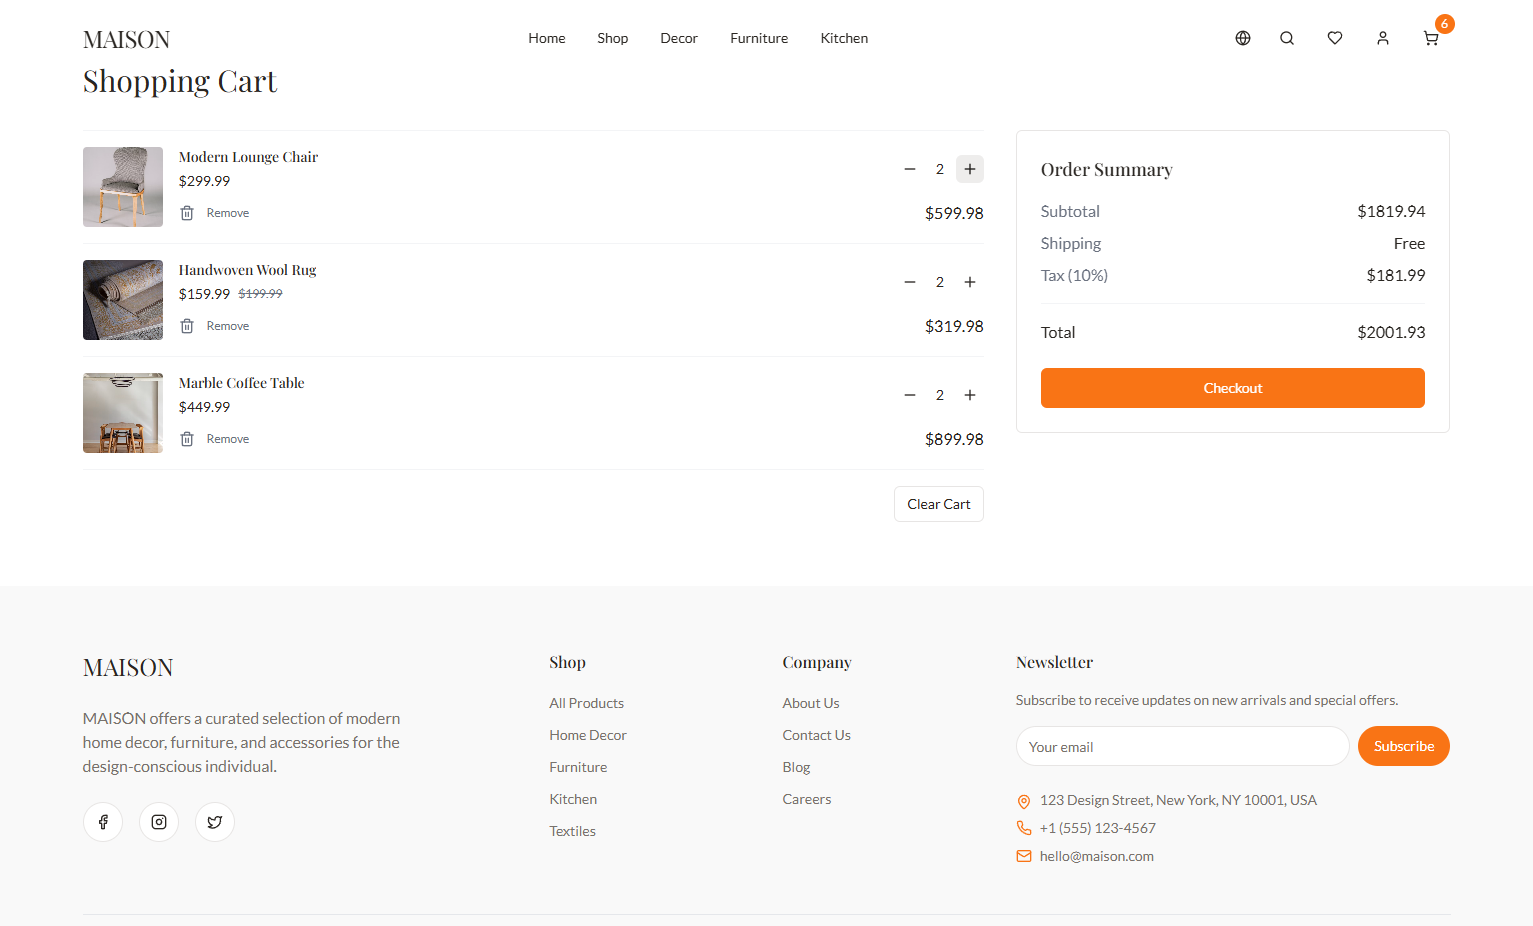 MAISON
Home
Shop
Decor
Furniture
Kitchen
6
Shopping Cart
Modern Lounge Chair
$299.99
Remove
2
$599.98
Handwoven Wool Rug
$159.99 $199.99
Remove
2
$319.98
Marble Coffee Table
$449.99
Remove
2
$899.98
Clear Cart
Order Summary
Subtotal $1819.94
Shipping Free
Tax (10%) $181.99
Total $2001.93
Checkout
MAISON
MAISON offers a curated selection of modern
home decor, furniture, and accessories for the
design-conscious individual.
Shop
All Products
Home Decor
Furniture
Kitchen
Textiles
Company
About Us
Contact Us
Blog
Careers
Newsletter
Subscribe to receive updates on new arrivals and special offers.
Your email
Subscribe
123 Design Street, New York, NY 10001, USA
+1 (555) 123-4567
hello@maison.com